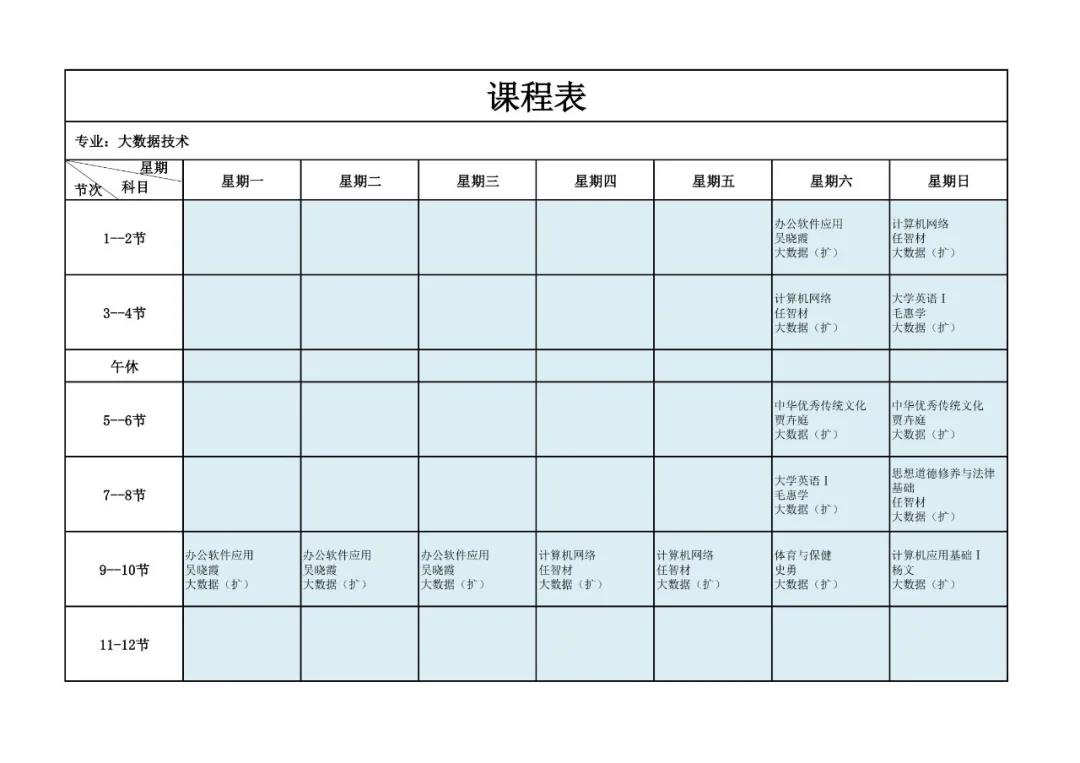 课程表
专业：大数据技术
星期
节次 科目
星期一 星期二 星期三 星期四 星期五 星期六 星期日
1--2节
办公软件应用
吴晓霞
大数据（扩）
计算机网络
任智材
大数据（扩）
3--4节
计算机网络
任智材
大数据（扩）
大学英语Ⅰ
毛惠学
大数据（扩）
午休
5--6节
中华优秀传统文化
贾卉庭
大数据（扩）
中华优秀传统文化
贾卉庭
大数据（扩）
7--8节
大学英语Ⅰ
毛惠学
大数据（扩）
思想道德修养与法律
基础
任智材
大数据（扩）
9--10节
办公软件应用
吴晓霞
大数据（扩）
办公软件应用
吴晓霞
大数据（扩）
办公软件应用
吴晓霞
大数据（扩）
计算机网络
任智材
大数据（扩）
计算机网络
任智材
大数据（扩）
体育与保健
史勇
大数据（扩）
计算机应用基础Ⅰ
杨文
大数据（扩）
11-12节